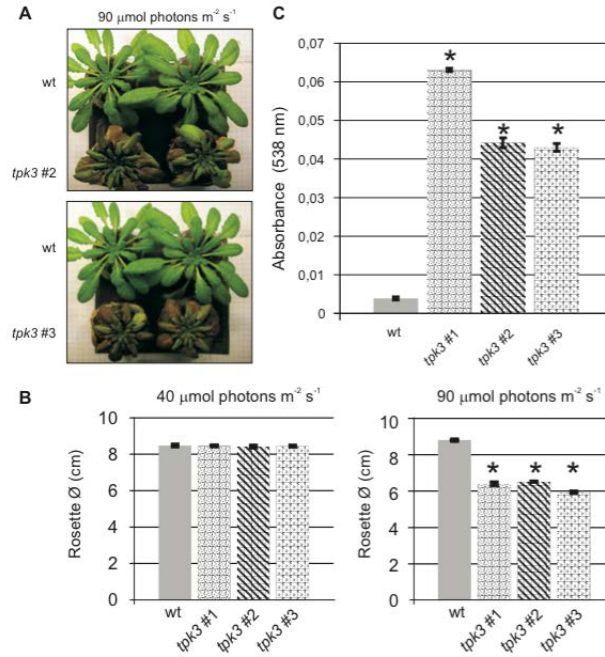 A
90 μmol photons m⁻² s⁻¹
wt
tpk3 #2
wt
tpk3 #3
C
Absorbance (538 nm)
0,07
0,06
0,05
0,04
0,03
0,02
0,01
0
*
*
*
wt
tpk3 #1
tpk3 #2
tpk3 #3
B
40 μmol photons m⁻² s⁻¹
Rosette Ø (cm)
10
8
6
4
2
0
wt
tpk3 #1
tpk3 #2
tpk3 #3
90 μmol photons m⁻² s⁻¹
Rosette Ø (cm)
10
8
6
4
2
0
*
*
*
wt
tpk3 #1
tpk3 #2
tpk3 #3